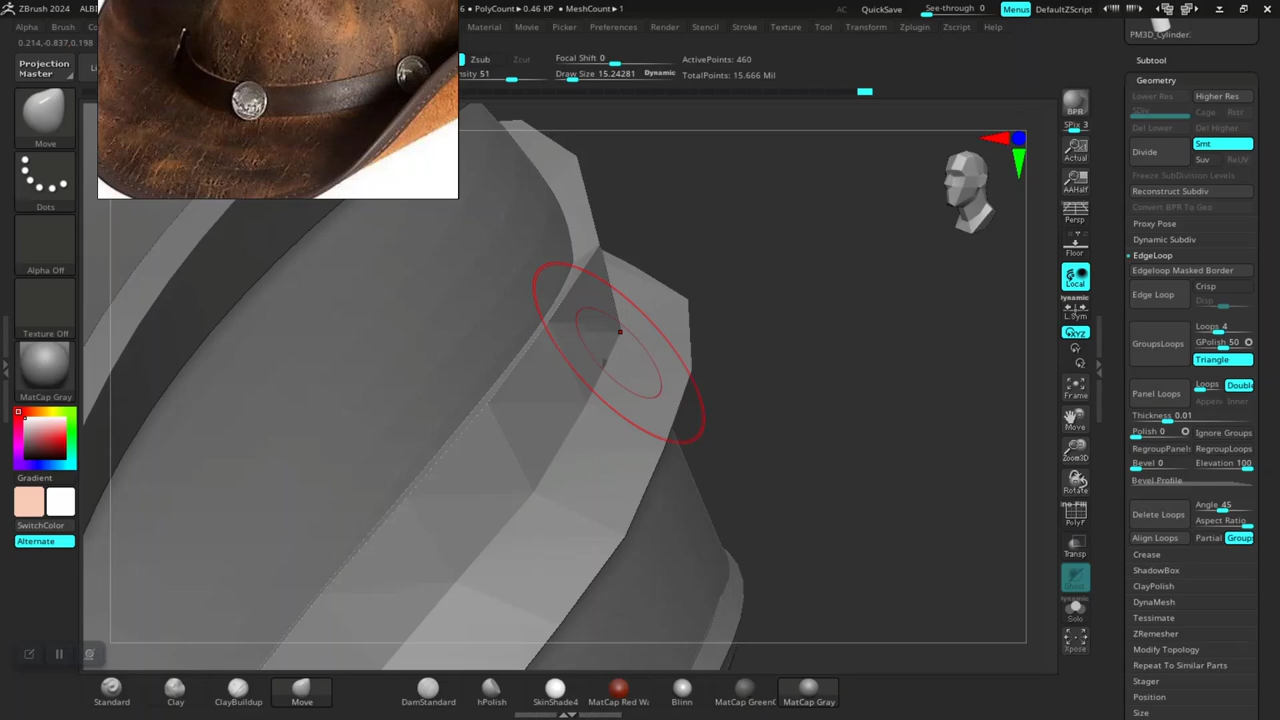 ZBrush 2024 ALBI
6 • PolyCount▸0.46 KP • MeshCount▸1
AC QuickSave See-through 0 Menus DefaultZScript
Alpha Brush
Material Movie Picker Preferences Render Stencil Stroke Texture Tool Transform Zplugin Zscript Help
0.214,-0.837,0.198
Projection
Master
Zsub Zcut
Focal Shift 0
Draw Size 15.24281 Dynamic
ActivePoints: 460
TotalPoints: 15.666 Mil
Move
Dots
Alpha Off
Texture Off
MatCap Gray
Gradient
SwitchColor
Alternate
BPR
SPix 3
Actual
AAHalf
Persp
Floor
Local
Dynamic
L.Sym
XYZ
Frame
Move
Zoom3D
Rotate
PolyF
Transp
Ghost
Dynamic
Solo
Xpose
PM3D_Cylinder.
Subtool
Geometry
Lower Res Higher Res
SDiv Cage Rstr
Del Lower Del Higher
Divide Smt
Suv ReUV
Freeze SubDivision Levels
Reconstruct Subdiv
Convert BPR To Geo
Proxy Pose
Dynamic Subdiv
EdgeLoop
Edgeloop Masked Border
Edge Loop Crisp
Disp
GroupsLoops Loops 4
GPolish 50
Triangle
Panel Loops Loops Double
Append Inner
Thickness 0.01
Polish 0 Ignore Groups
RegroupPanels RegroupLoops
Bevel 0 Elevation 100
Bevel Profile
Delete Loops Angle 45
Aspect Ratio
Align Loops Partial Groups
Crease
ShadowBox
ClayPolish
DynaMesh
Tessimate
ZRemesher
Modify Topology
Repeat To Similar Parts
Stager
Position
Size
Standard Clay ClayBuildup Move DamStandard hPolish SkinShade4 MatCap Red Wa Blinn MatCap GreenC MatCap Gray